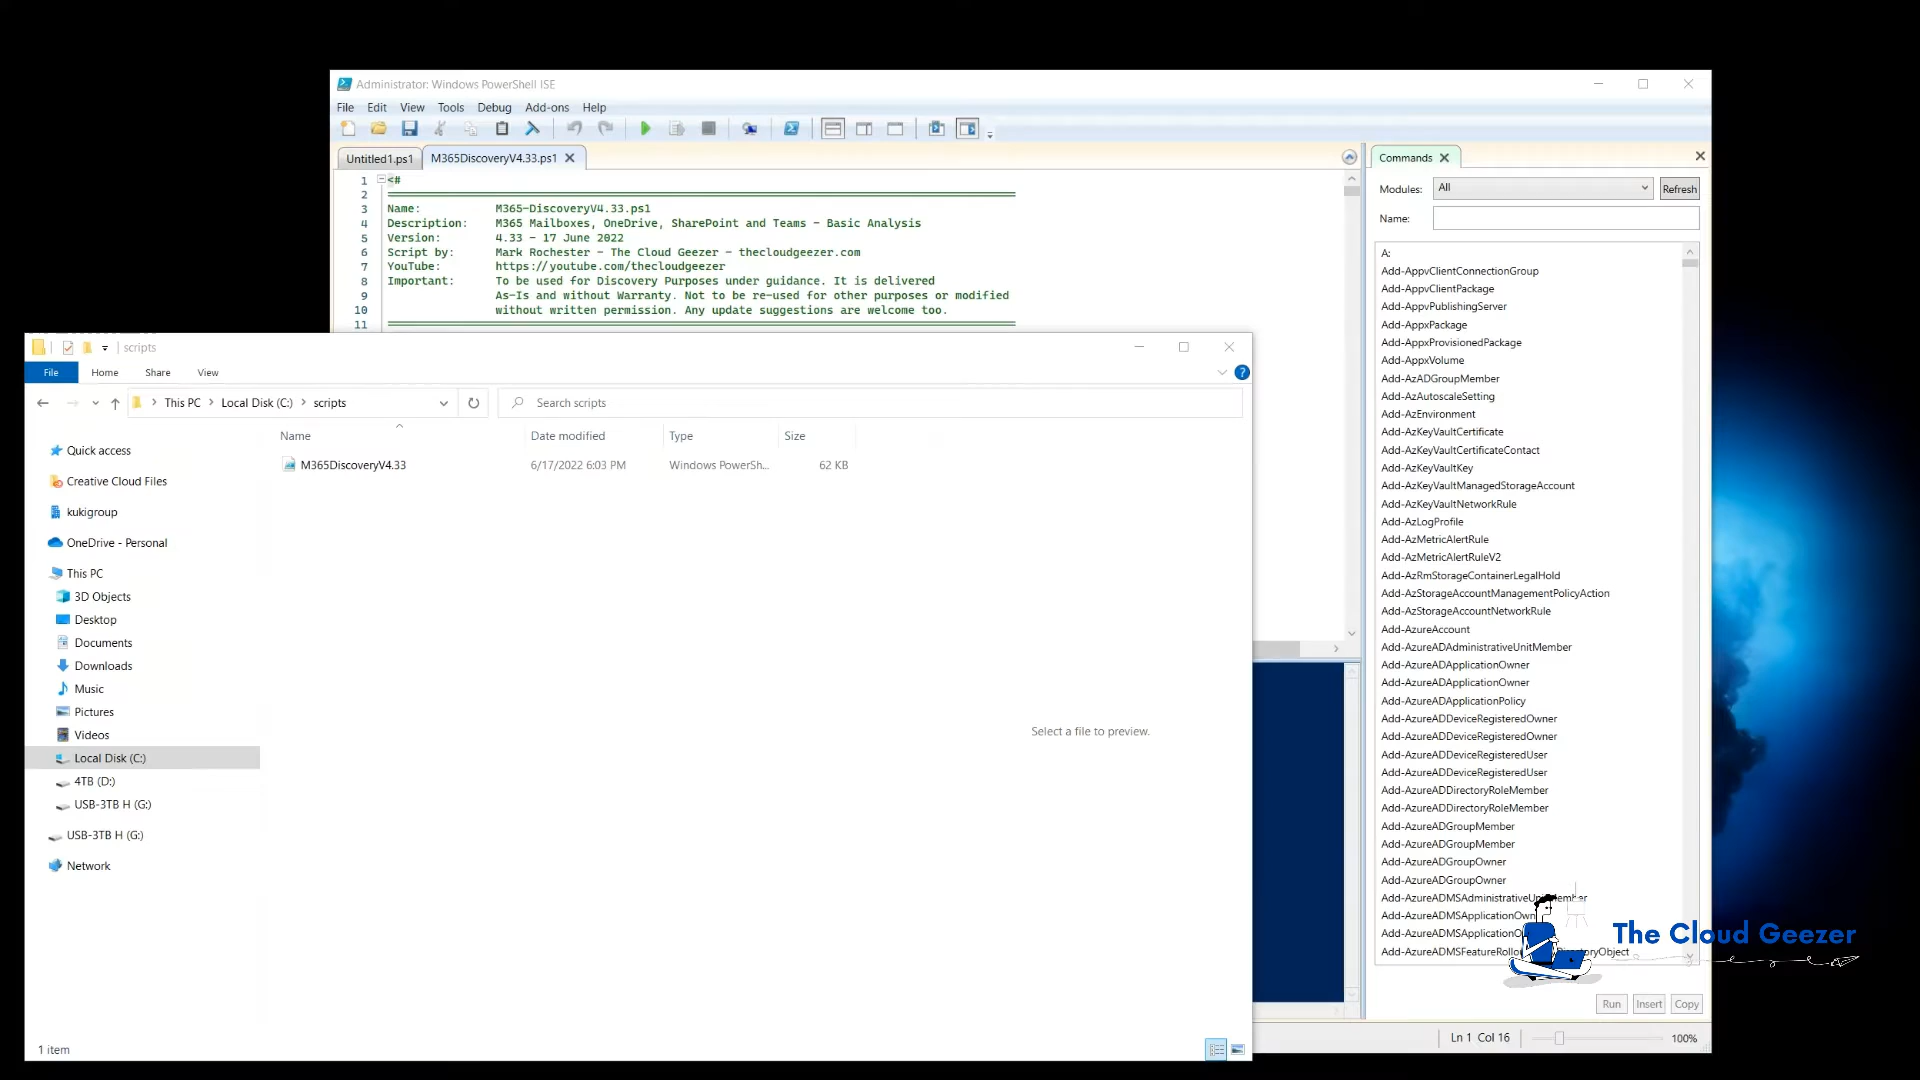 Administrator: Windows PowerShell ISE
File Edit View Tools Debug Add-ons Help
Untitled1.ps1 M365DiscoveryV4.33.ps1
1 <#
2
3 Name: M365-DiscoveryV4.33.ps1
4 Description: M365 Mailboxes, OneDrive, SharePoint and Teams - Basic Analysis
5 Version: 4.33 - 17 June 2022
6 Script by: Mark Rochester - The Cloud Geezer - thecloudgeezer.com
7 YouTube: https://youtube.com/thecloudgeezer
8 Important: To be used for Discovery Purposes under guidance. It is delivered
9 As-Is and without Warranty. Not to be re-used for other purposes or modified
10 without written permission. Any update suggestions are welcome too.
11
scripts
File Home Share View
This PC Local Disk (C:) scripts
Search scripts
Name Date modified Type Size
M365DiscoveryV4.33 6/17/2022 6:03 PM Windows PowerSh... 62 KB
Quick access
Creative Cloud Files
kukigroup
OneDrive - Personal
This PC
3D Objects
Desktop
Documents
Downloads
Music
Pictures
Videos
Local Disk (C:)
4TB (D:)
USB-3TB H (G:)
USB-3TB H (G:)
Network
Select a file to preview.
1 item
Commands
Modules: All Refresh
Name:
A:
Add-AppvClientConnectionGroup
Add-AppvClientPackage
Add-AppvPublishingServer
Add-AppxPackage
Add-AppxProvisionedPackage
Add-AppxVolume
Add-AzADGroupMember
Add-AzAutoscaleSetting
Add-AzEnvironment
Add-AzKeyVaultCertificate
Add-AzKeyVaultCertificateContact
Add-AzKeyVaultKey
Add-AzKeyVaultManagedStorageAccount
Add-AzKeyVaultNetworkRule
Add-AzLogProfile
Add-AzMetricAlertRule
Add-AzMetricAlertRuleV2
Add-AzRmStorageContainerLegalHold
Add-AzStorageAccountManagementPolicyAction
Add-AzStorageAccountNetworkRule
Add-AzureAccount
Add-AzureADAdministrativeUnitMember
Add-AzureADApplicationOwner
Add-AzureADApplicationOwner
Add-AzureADApplicationPolicy
Add-AzureADDeviceRegisteredOwner
Add-AzureADDeviceRegisteredOwner
Add-AzureADDeviceRegisteredUser
Add-AzureADDeviceRegisteredUser
Add-AzureADDirectoryRoleMember
Add-AzureADDirectoryRoleMember
Add-AzureADGroupMember
Add-AzureADGroupMember
Add-AzureADGroupOwner
Add-AzureADGroupOwner
The Cloud Geezer
Run Insert Copy
Ln 1 Col 16 100%